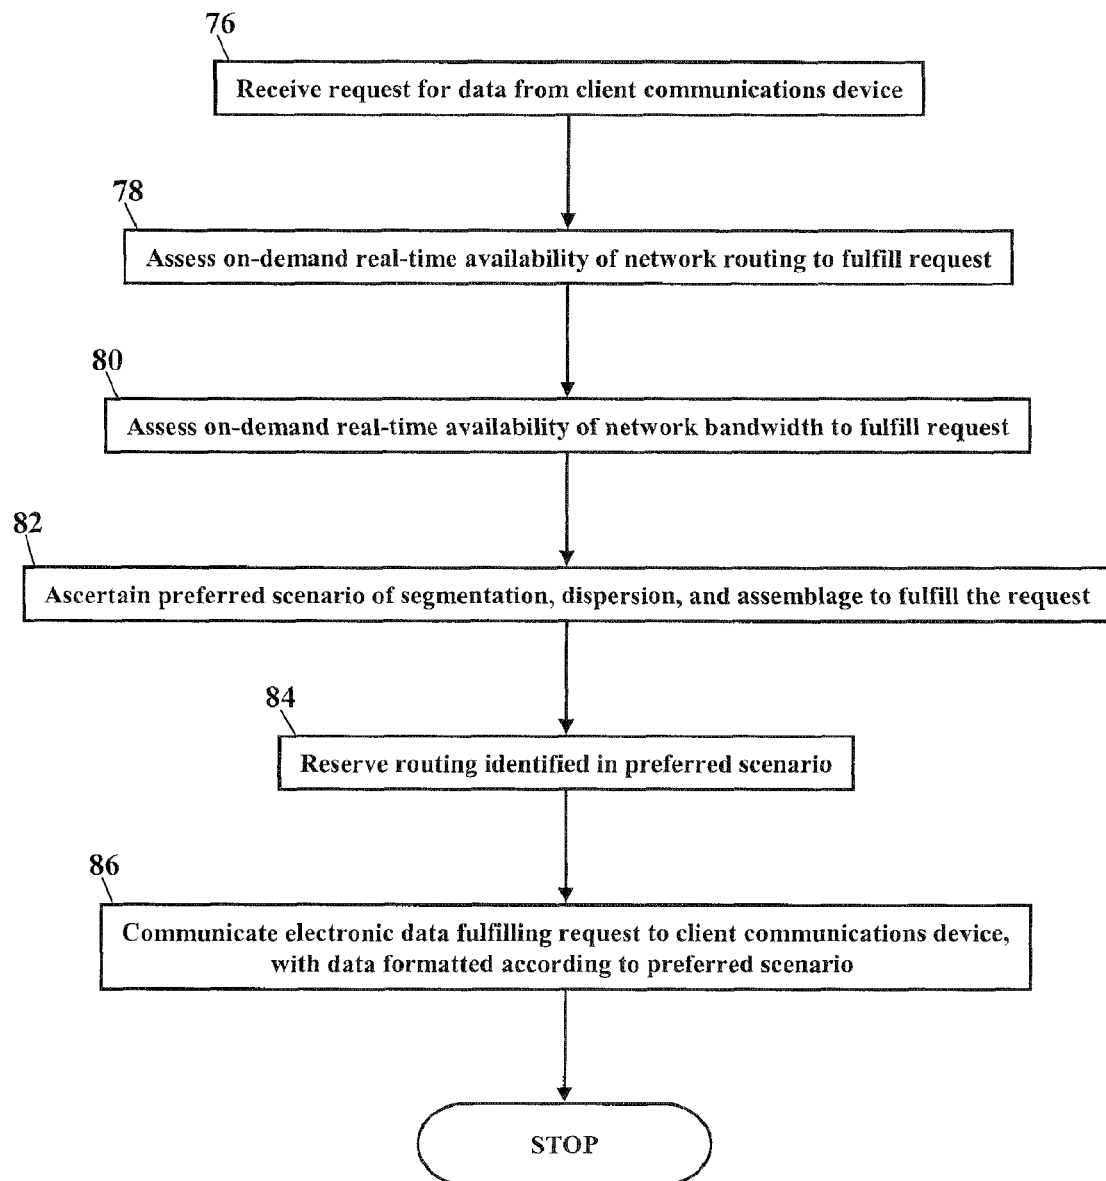 76
Receive request for data from client communications device
78
Assess on-demand real-time availability of network routing to fulfill request
80
Assess on-demand real-time availability of network bandwidth to fulfill request
82
Ascertain preferred scenario of segmentation, dispersion, and assemblage to fulfill the request
84
Reserve routing identified in preferred scenario
86
Communicate electronic data fulfilling request to client communications device,
with data formatted according to preferred scenario
STOP